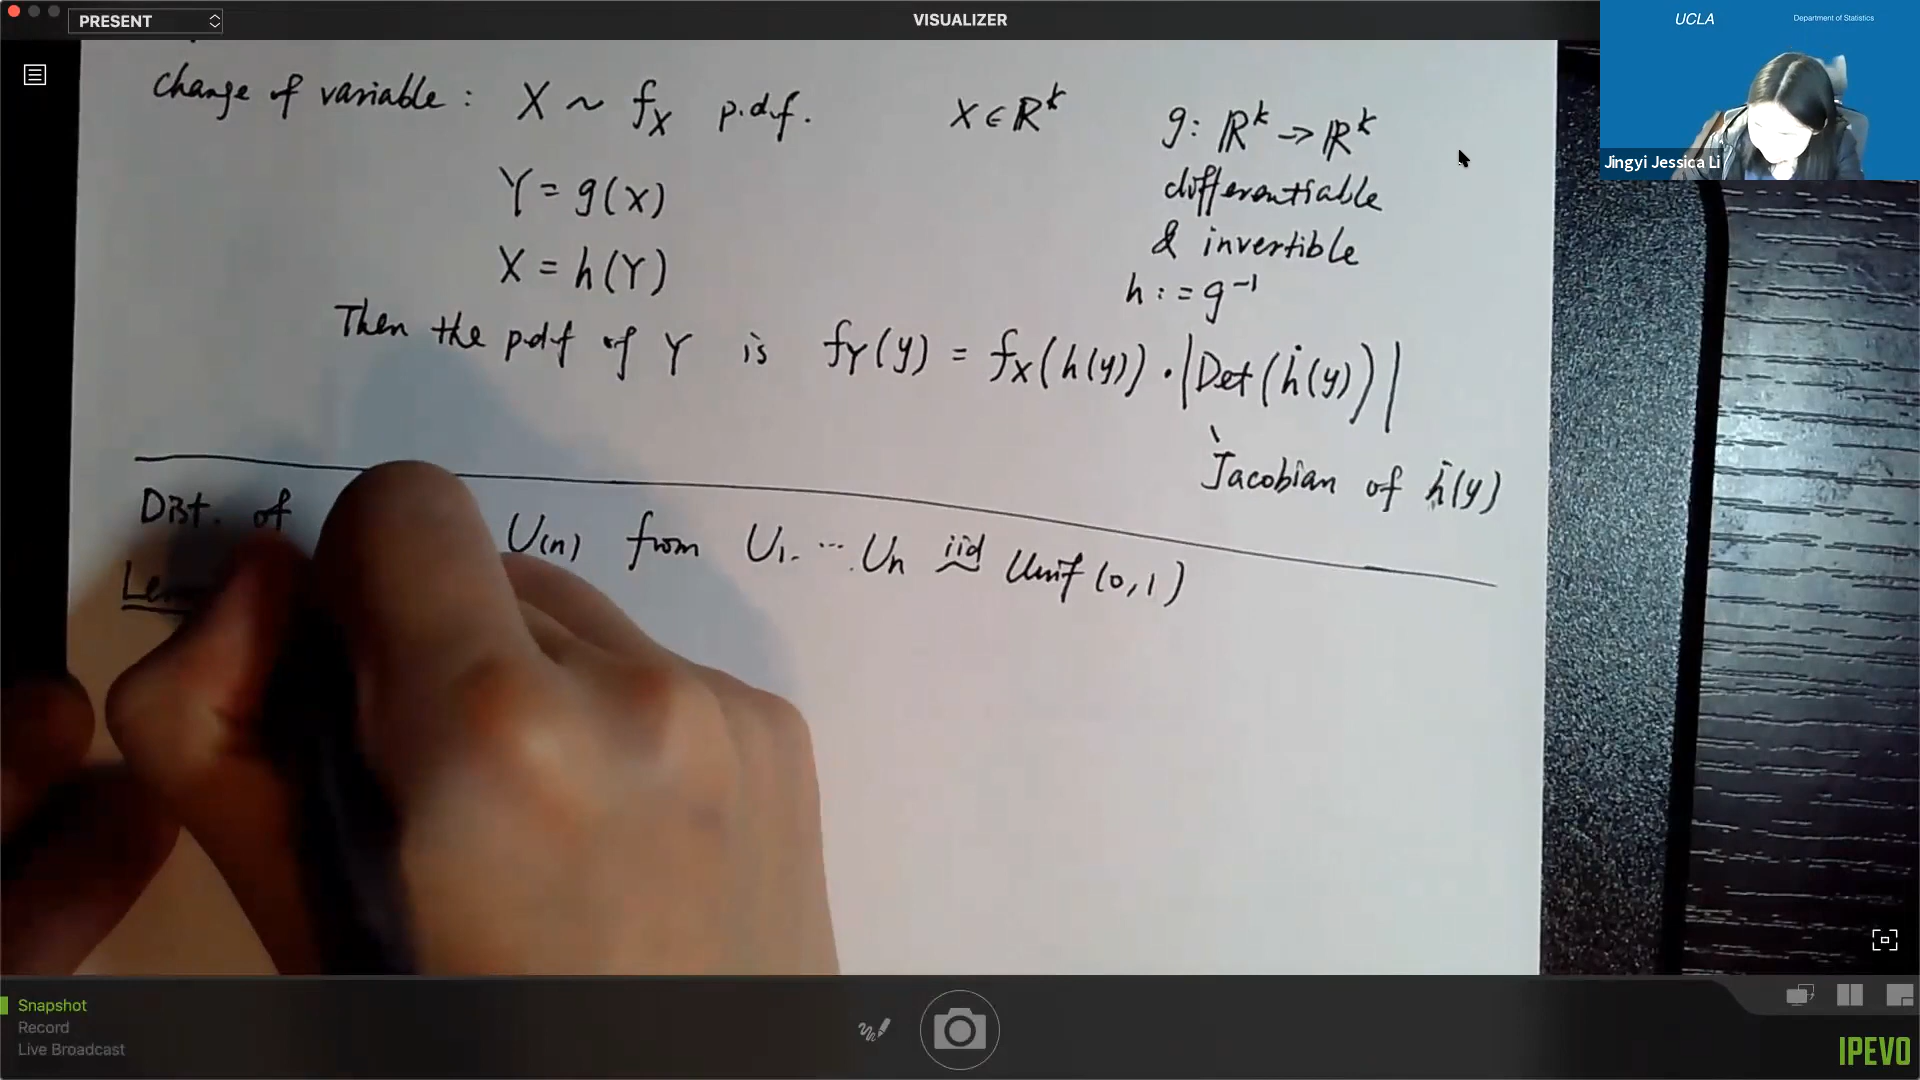 PRESENT
VISUALIZER
UCLA
Department of Statistics
Jingyi Jessica Li
Change of variable : X ~ f_X p.d.f. X ∈ ℝ^k g: ℝ^k → ℝ^k
differentiable
& invertible
Y = g(X)
X = h(Y)
h := g^-1
Then the pdf of Y is f_Y(y) = f_X(h(y)) · |Det(ḣ(y))|
Jacobian of h(y)
Dist. of U(n) from U1. ... Un iid ~ Unif (0,1)
Snapshot
Record
Live Broadcast
IPEVO